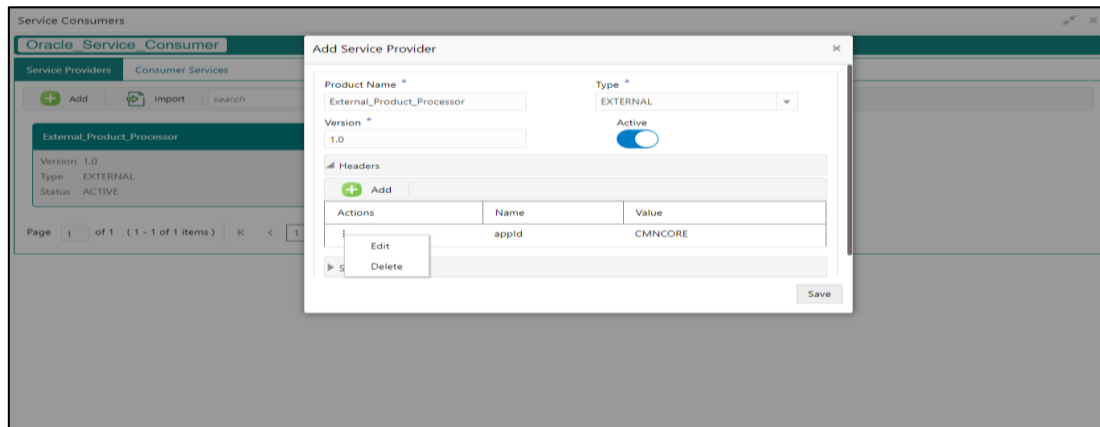 Service Consumers
Oracle_Service_Consumer
Service Providers Consumer Services
Add Import search
External_Product_Processor
Version 1.0
Type EXTERNAL
Status ACTIVE
Page 1 of 1 (1 - 1 of 1 items) K < 1
Add Service Provider
Product Name * Type *
External_Product_Processor EXTERNAL
Version * Active
1.0
Headers
Add
Actions Name Value
appId CMNCORE
Edit
Delete
S
Save